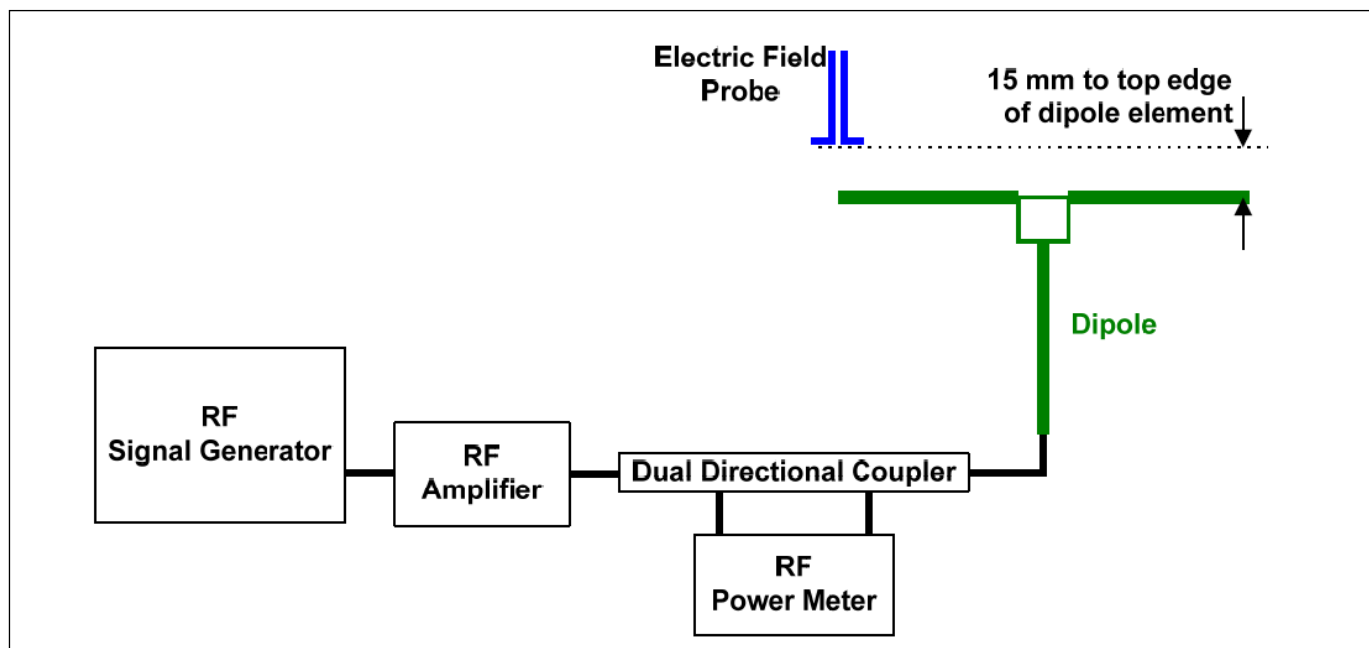 Electric Field
Probe
15 mm to top edge
of dipole element
Dipole
RF
Signal Generator
RF
Amplifier
Dual Directional Coupler
RF
Power Meter